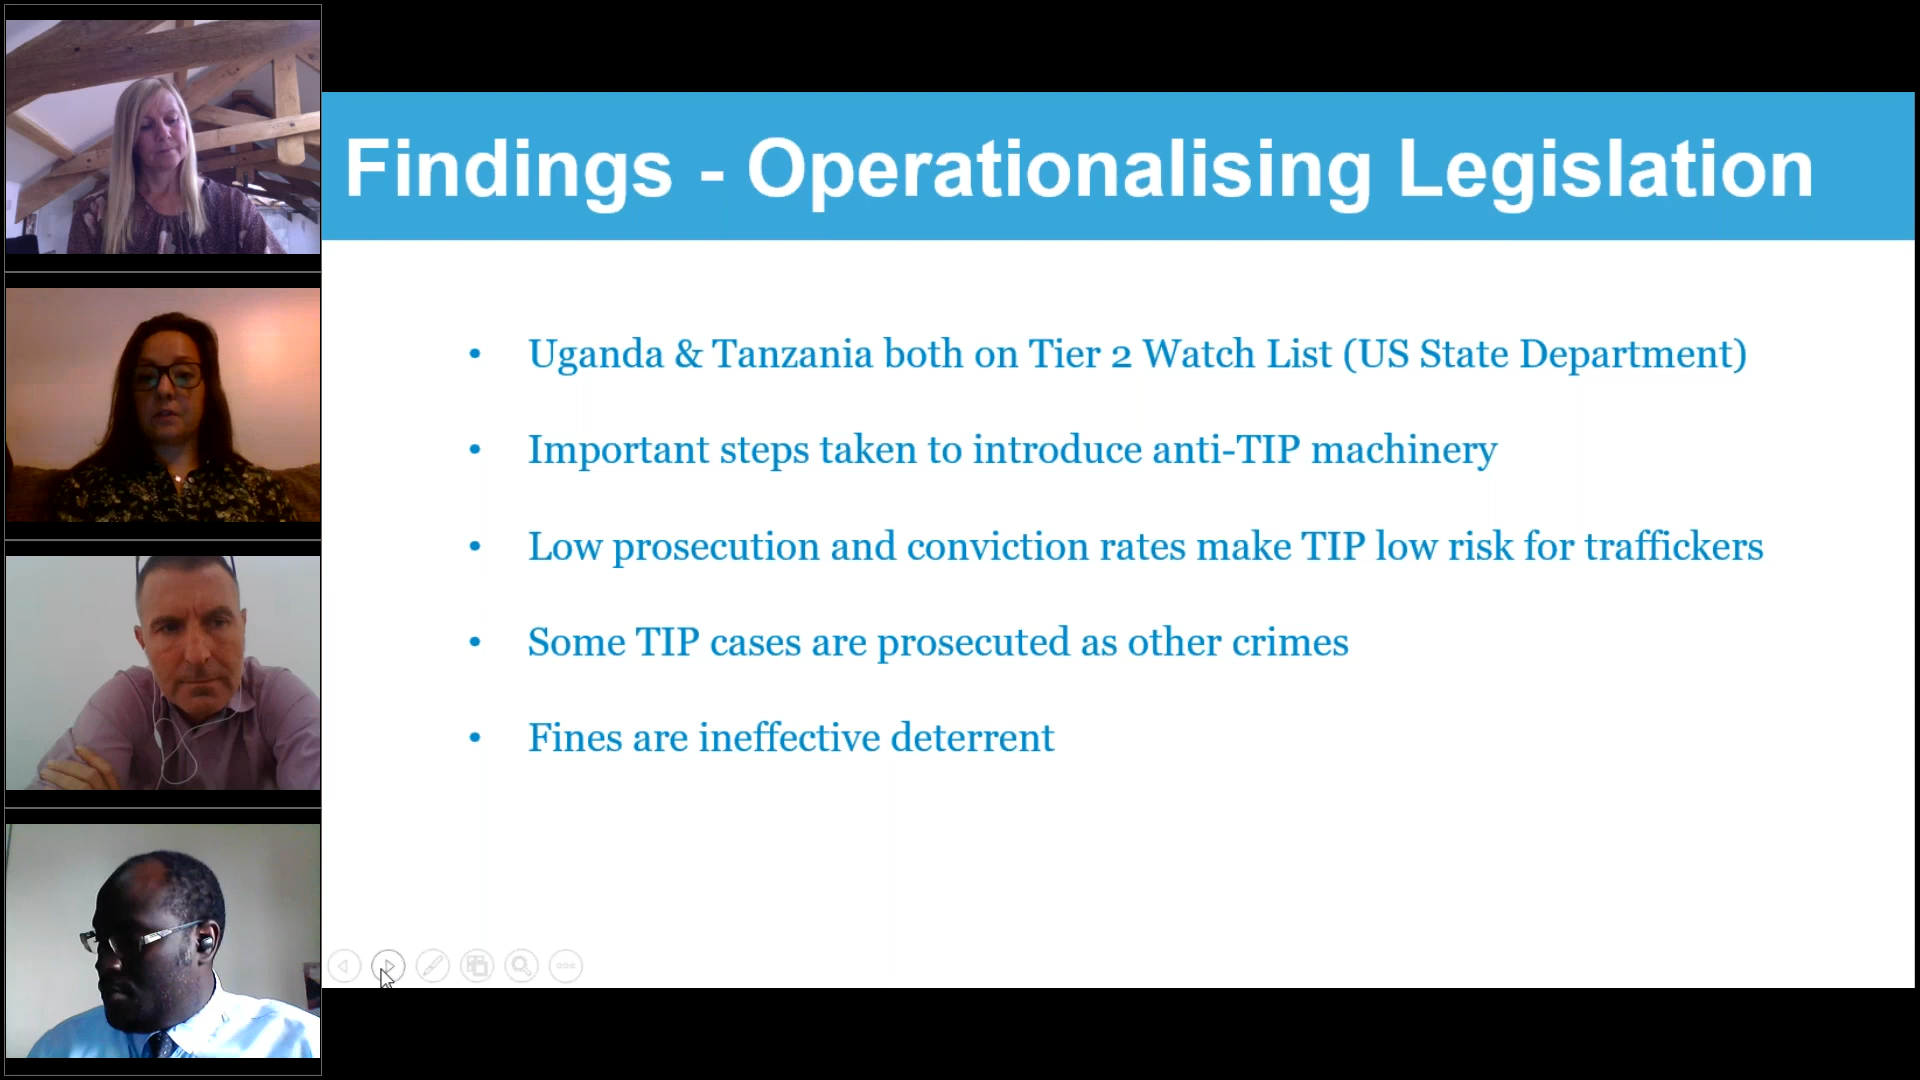 Findings - Operationalising Legislation
• Uganda & Tanzania both on Tier 2 Watch List (US State Department)
• Important steps taken to introduce anti-TIP machinery
• Low prosecution and conviction rates make TIP low risk for traffickers
• Some TIP cases are prosecuted as other crimes
• Fines are ineffective deterrent